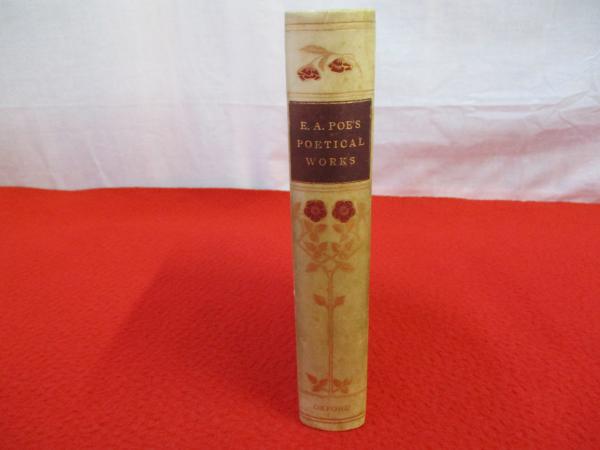 E. A. POE'S
POETICAL
WORKS
OXFORD